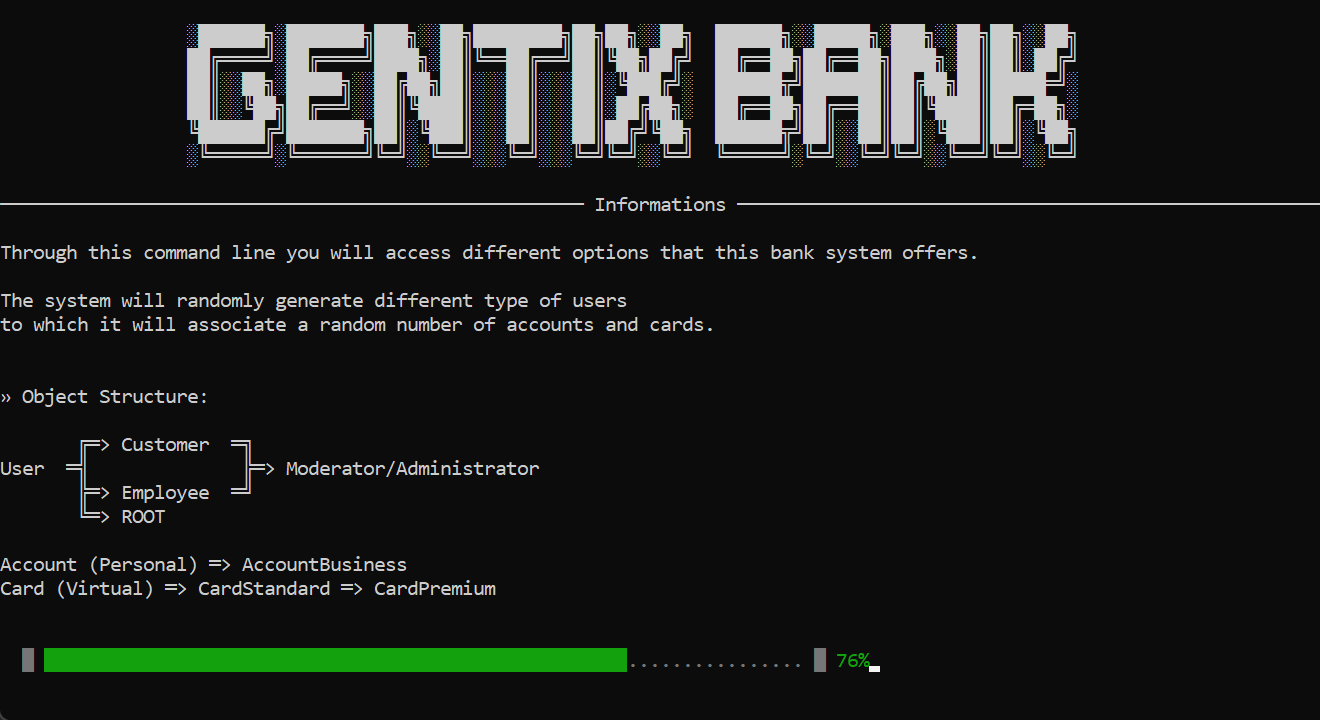 GENTIX BANK
Informations
Through this command line you will access different options that this bank system offers.
The system will randomly generate different type of users
to which it will associate a random number of accounts and cards.
» Object Structure:
╔═> Customer ═╗
User ═╣ ╠═> Moderator/Administrator
╠═> Employee ═╝
╚═> ROOT
Account (Personal) => AccountBusiness
Card (Virtual) => CardStandard => CardPremium
................ 76%